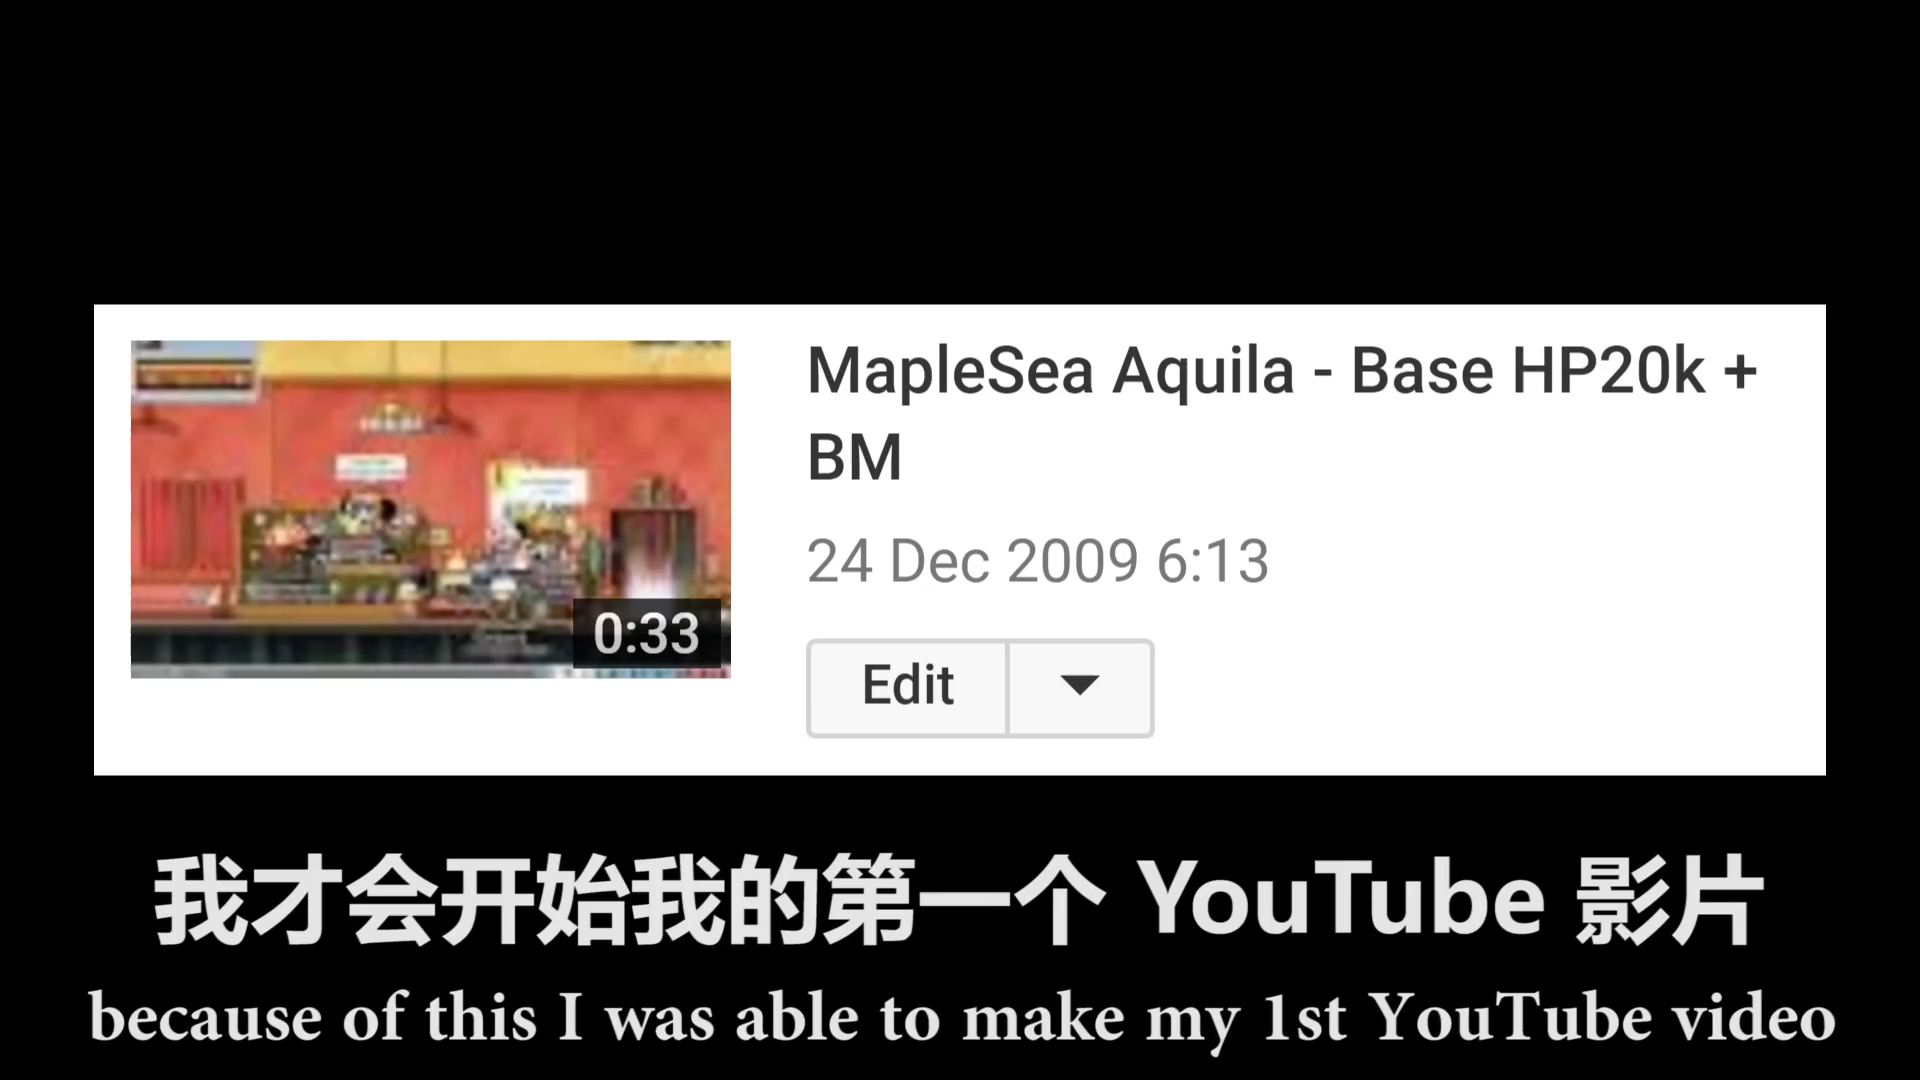 MapleSea Aquila - Base HP20k +
BM
24 Dec 2009 6:13
0:33
Edit
我才会开始我的第一个 YouTube 影片
because of this I was able to make my 1st YouTube video